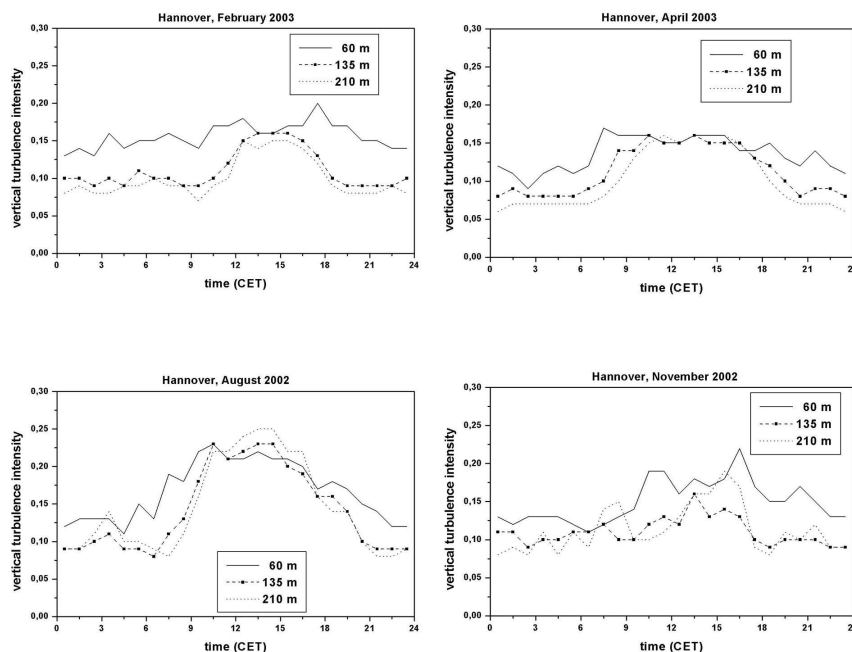 Hannover, February 2003
0,30
0,25
0,20
0,15
0,10
0,05
0,00
vertical turbulence intensity
60 m
135 m
210 m
0 3 6 9 12 15 18 21 24
time (CET)
Hannover, April 2003
0,30
0,25
0,20
0,15
0,10
0,05
0,00
vertical turbulence intensity
60 m
135 m
210 m
0 3 6 9 12 15 18 21 24
time (CET)
Hannover, August 2002
0,30
0,25
0,20
0,15
0,10
0,05
0,00
vertical turbulence intensity
60 m
135 m
210 m
0 3 6 9 12 15 18 21 24
time (CET)
Hannover, November 2002
0,30
0,25
0,20
0,15
0,10
0,05
0,00
vertical turbulence intensity
60 m
135 m
210 m
0 3 6 9 12 15 18 21
time (CET)